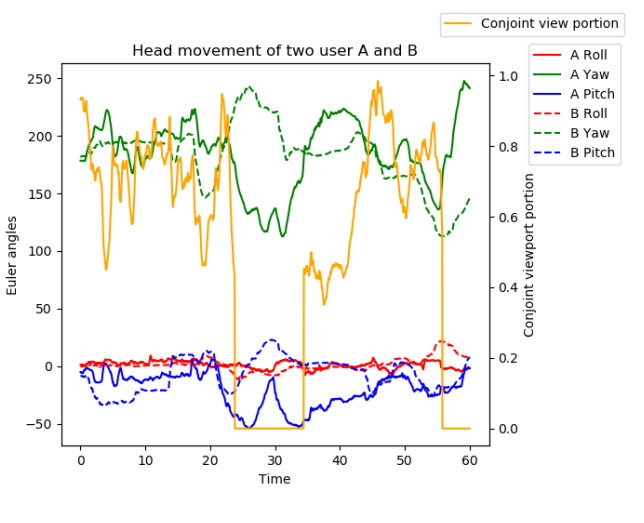 Conjoint view portion
Head movement of two user A and B
A Roll
A Yaw
A Pitch
B Roll
B Yaw
B Pitch
250
200
150
100
50
0
−50
Euler angles
1.0
0.8
0.6
0.4
0.2
0.0
Conjoint viewport portion
0 10 20 30 40 50 60
Time